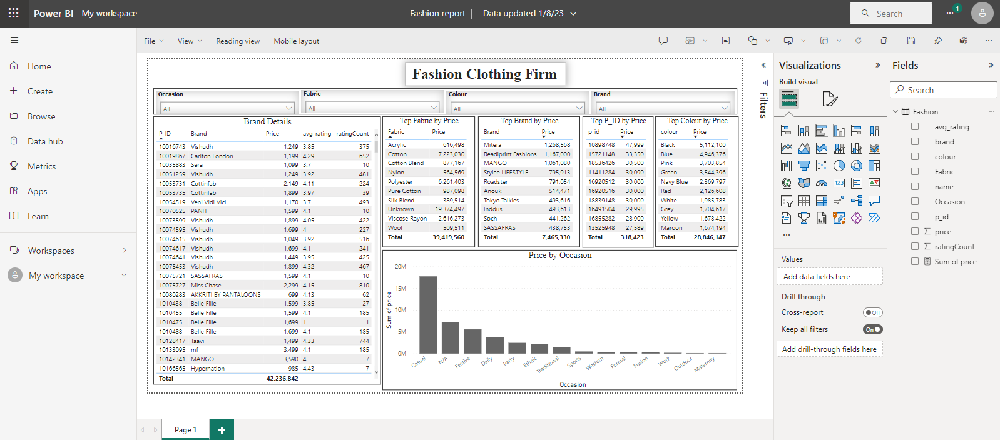 Power BI My workspace
Fashion report | Data updated 1/8/23
Search
1
File View Reading view Mobile layout
Home
Create
Browse
Data hub
Metrics
Apps
Learn
Workspaces
My workspace
Fashion Clothing Firm
Occasion Fabric Colour Brand
All All All All
Brand Details
P_ID Brand Price avg_rating ratingCount
10016743 Vishudh 1,249 3.85 375
10019867 Carlton London 1,199 4.29 652
10035883 Sera 1,099 3.7 10
10051259 Vishudh 1,249 3.92 481
10053731 Cottinfab 2,149 4.11 224
10053735 Cottinfab 1,899 3.97 39
10054519 Veni Vidi Vici 1,170 3.7 493
10070525 PANIT 1,599 4.1 10
10073599 Vishudh 1,899 4.05 422
10074595 Vishudh 1,699 4 227
10074615 Vishudh 1,049 3.92 516
10074617 Vishudh 1,699 4.1 241
10074641 Vishudh 1,449 3.95 425
10075453 Vishudh 1,899 4.32 467
10075721 SASSAFRAS 1,599 4.1 10
10075727 Miss Chase 2,299 4.15 810
10080283 AKKRITI BY PANTALOONS 699 4.13 62
1010438 Belle Fille 1,599 3.85 27
1010455 Belle Fille 1,599 4.1 185
1010475 Belle Fille 1,699 1 1
1010488 Belle Fille 1,699 4.1 185
10128417 Taavi 1,499 4.33 744
10133095 mf 3,499 4.1 185
10142341 MANGO 3,590 4 7
10166565 Hypernation 985 4.43 7
Total 42,236,842
Top Fabric by Price
Fabric Price
Acrylic 616,498
Cotton 7,223,030
Cotton Blend 877,167
Nylon 564,569
Polyester 6,261,403
Pure Cotton 987,098
Silk Blend 389,514
Unknown 19,374,497
Viscose Rayon 2,616,273
Wool 509,511
Total 39,419,560
Top Brand by Price
Brand Price
Mitera 1,268,568
Readiprint Fashions 1,167,000
MANGO 1,061,080
Stylee LIFESTYLE 795,913
Roadster 791,054
Anouk 514,471
Tokyo Talkies 493,616
Inddus 493,613
Soch 441,262
SASSAFRAS 438,753
Total 7,465,330
Top P_ID by Price
p_id Price
10898748 47,999
15721148 33,350
18536426 30,500
11411284 30,090
16920512 30,000
16920516 30,000
18839148 30,000
16491504 29,995
16855282 28,900
13525948 27,589
Total 318,423
Top Colour by Price
colour Price
Black 5,112,100
Blue 4,946,376
Pink 3,703,854
Green 3,544,396
Navy Blue 2,369,797
Red 2,126,608
White 1,985,783
Grey 1,704,617
Yellow 1,678,422
Maroon 1,674,194
Total 28,846,147
Price by Occasion
Sum of price
20M
15M
10M
5M
0M
Casual N/A Festive Daily Party Ethnic Traditional Sports Western Formal Fusion Work Outdoor Maternity
Occasion
Page 1
Filters
Visualizations
Build visual
123
Values
Add data fields here
Drill through
Cross-report Off
Keep all filters On
Add drill-through fields here
Fields
Search
Fashion
avg_rating
brand
colour
Fabric
name
Occasion
p_id
price
ratingCount
Sum of price